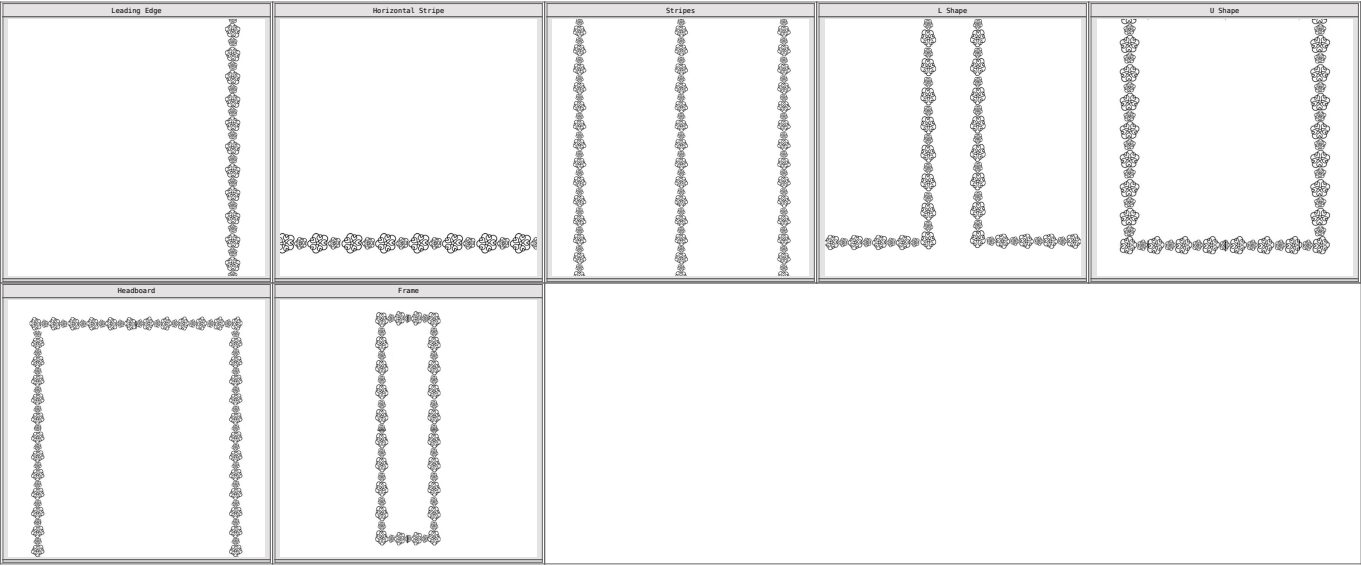 Leading Edge
Horizontal Stripe
Stripes
L Shape
U Shape
Headboard
Frame